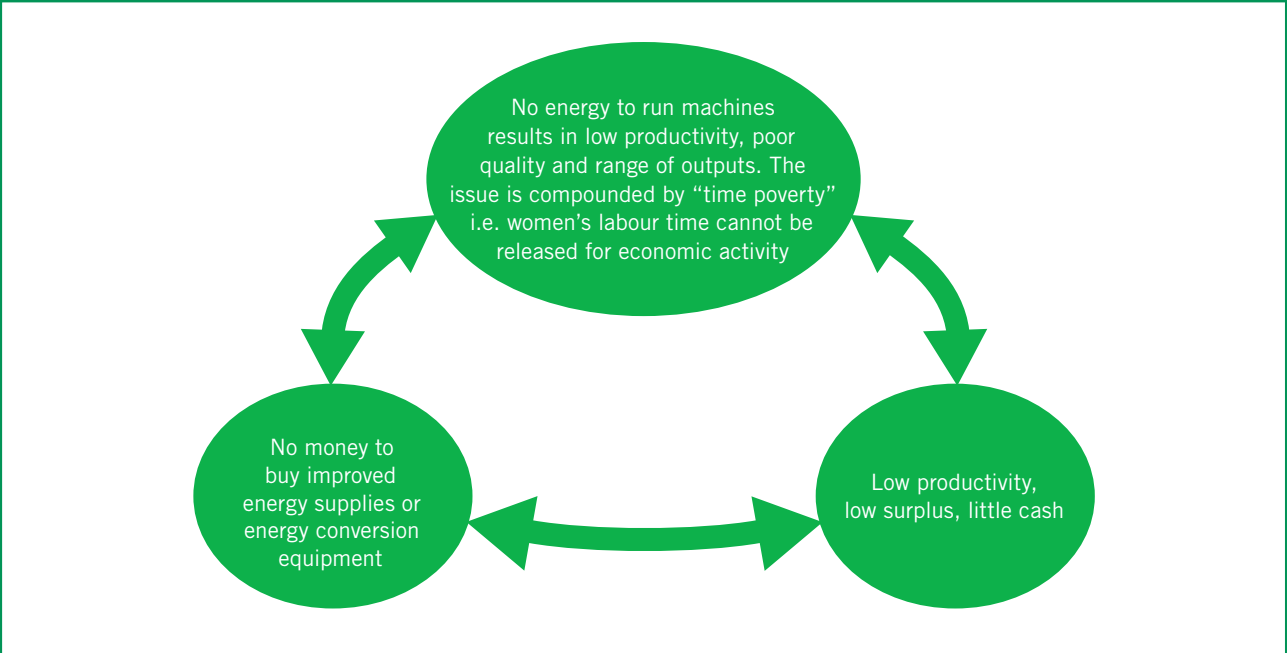 No energy to run machines
results in low productivity, poor
quality and range of outputs. The
issue is compounded by “time poverty”
i.e. women’s labour time cannot be
released for economic activity
No money to
buy improved
energy supplies or
energy conversion
equipment
Low productivity,
low surplus, little cash